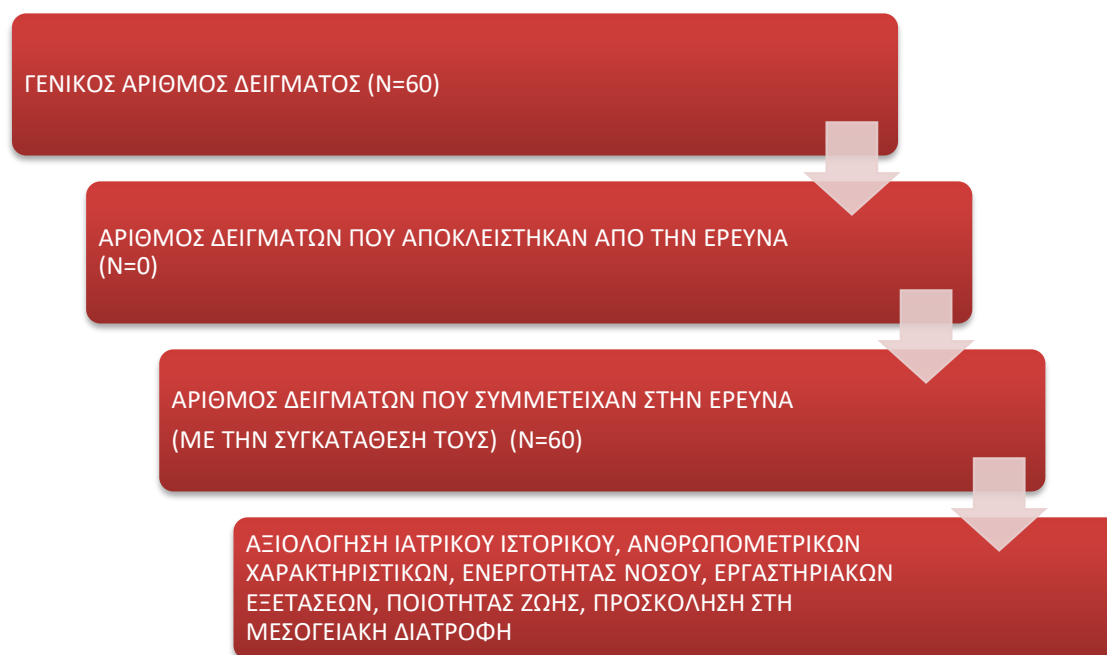 ΓΕΝΙΚΟΣ ΑΡΙΘΜΟΣ ΔΕΙΓΜΑΤΟΣ (N=60)
ΑΡΙΘΜΟΣ ΔΕΙΓΜΑΤΩΝ ΠΟΥ ΑΠΟΚΛΕΙΣΤΗΚΑΝ ΑΠΟ ΤΗΝ ΕΡΕΥΝΑ
(N=0)
ΑΡΙΘΜΟΣ ΔΕΙΓΜΑΤΩΝ ΠΟΥ ΣΥΜΜΕΤΕΙΧΑΝ ΣΤΗΝ ΕΡΕΥΝΑ
(ΜΕ ΤΗΝ ΣΥΓΚΑΤΑΘΕΣΗ ΤΟΥΣ) (N=60)
ΑΞΙΟΛΟΓΗΣΗ ΙΑΤΡΙΚΟΥ ΙΣΤΟΡΙΚΟΥ, ΑΝΘΡΩΠΟΜΕΤΡΙΚΩΝ
ΧΑΡΑΚΤΗΡΙΣΤΙΚΩΝ, ΕΝΕΡΓΟΤΗΤΑΣ ΝΟΣΟΥ, ΕΡΓΑΣΤΗΡΙΑΚΩΝ
ΕΞΕΤΑΣΕΩΝ, ΠΟΙΟΤΗΤΑΣ ΖΩΗΣ, ΠΡΟΣΚΟΛΗΣΗ ΣΤΗ
ΜΕΣΟΓΕΙΑΚΗ ΔΙΑΤΡΟΦΗ